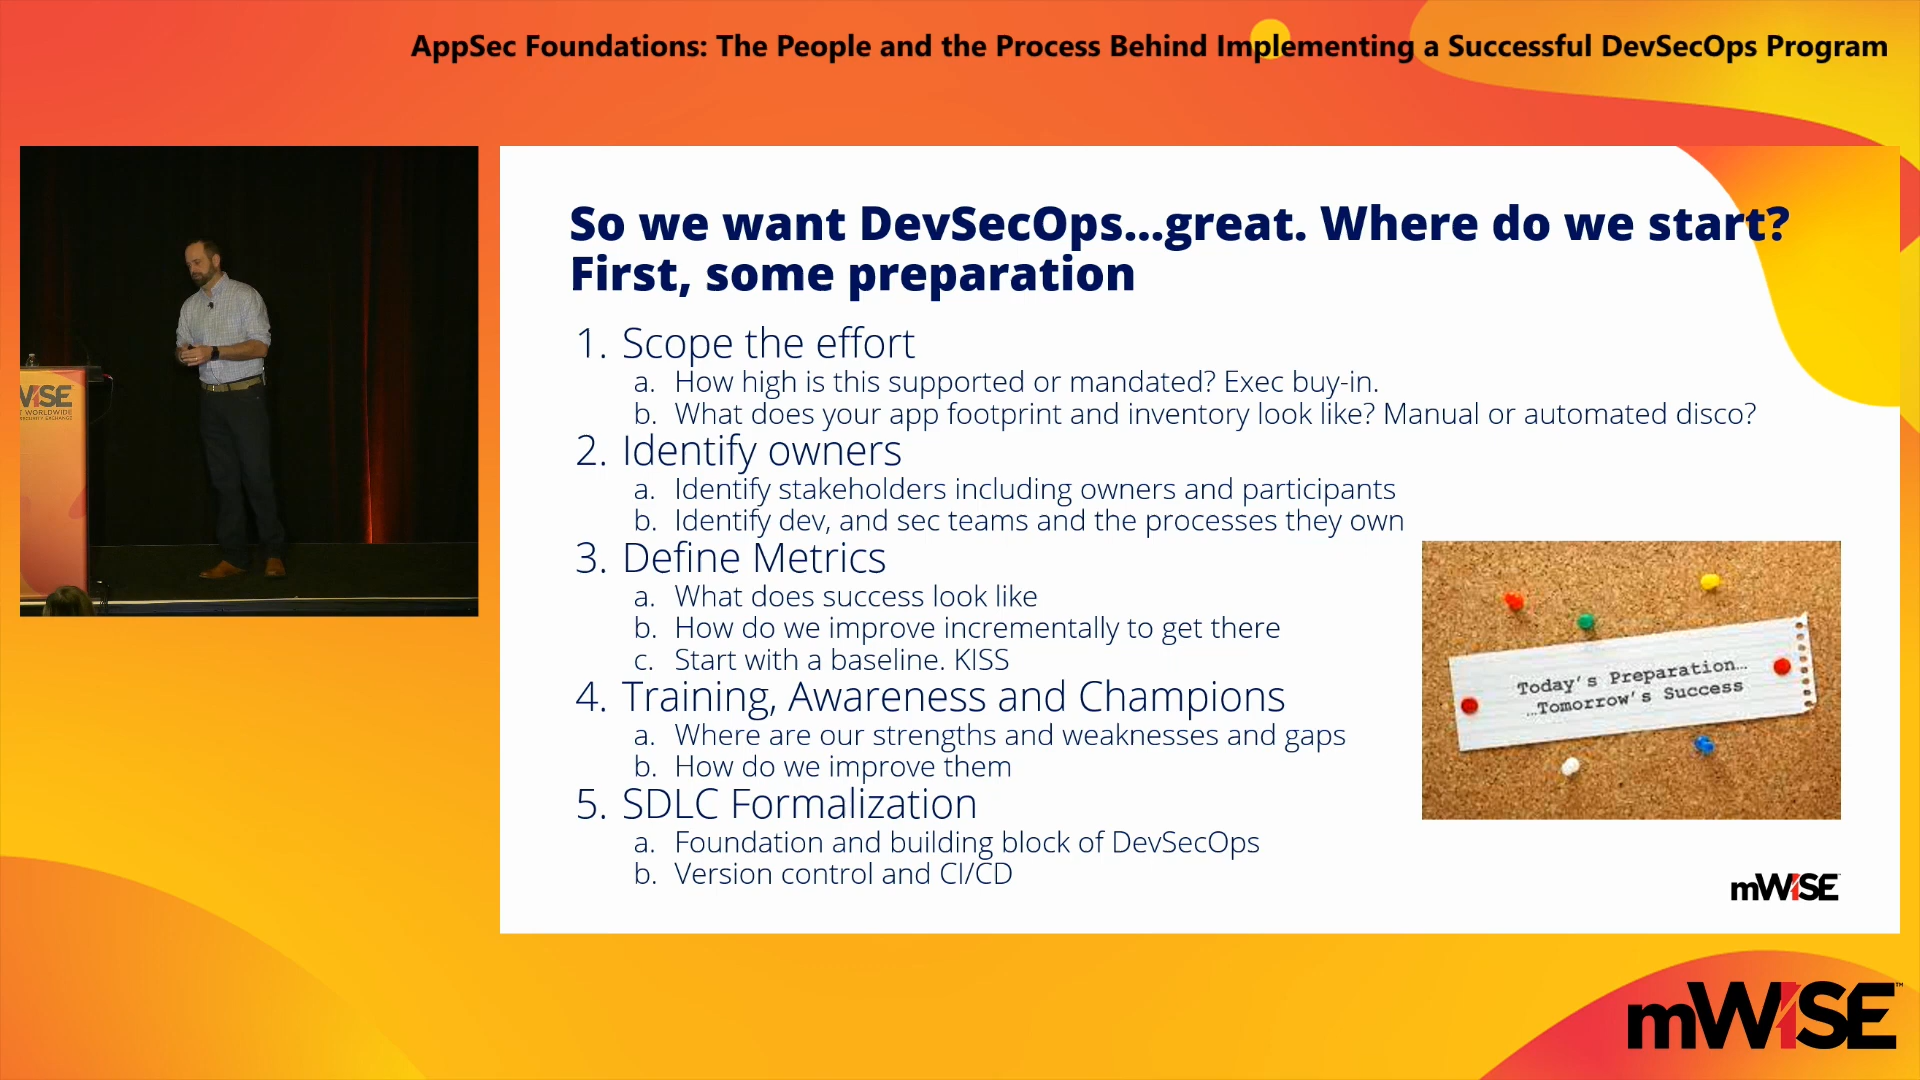 AppSec Foundations: The People and the Process Behind Implementing a Successful DevSecOps Program
So we want DevSecOps...great. Where do we start?
First, some preparation
1. Scope the effort
a. How high is this supported or mandated? Exec buy-in.
b. What does your app footprint and inventory look like? Manual or automated disco?
2. Identify owners
a. Identify stakeholders including owners and participants
b. Identify dev, and sec teams and the processes they own
3. Define Metrics
a. What does success look like
b. How do we improve incrementally to get there
c. Start with a baseline. KISS
4. Training, Awareness and Champions
a. Where are our strengths and weaknesses and gaps
b. How do we improve them
5. SDLC Formalization
a. Foundation and building block of DevSecOps
b. Version control and CI/CD
Today's Preparation...
...Tomorrow's Success
mWISE
mWISE™
WISE
WORLDWIDE